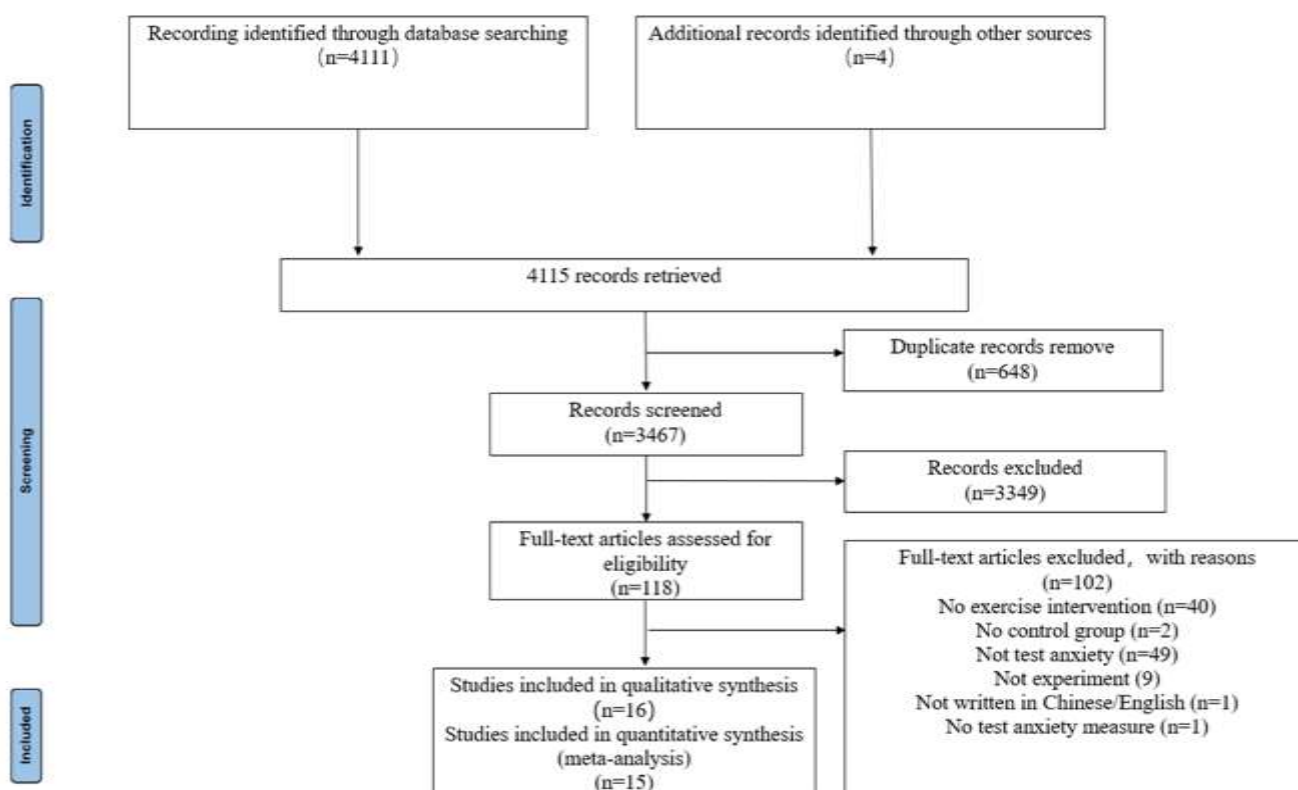 Recording identified through database searching
(n=4111)
Additional records identified through other sources
(n=4)
Identification
4115 records retrieved
Duplicate records remove
(n=648)
Records screened
(n=3467)
Records excluded
(n=3349)
Screening
Full-text articles assessed for
eligibility
(n=118)
Full-text articles excluded，with reasons
(n=102)
No exercise intervention (n=40)
No control group (n=2)
Not test anxiety (n=49)
Not experiment (9)
Not written in Chinese/English (n=1)
No test anxiety measure (n=1)
Studies included in qualitative synthesis
(n=16)
Studies included in quantitative synthesis
(meta-analysis)
(n=15)
Included